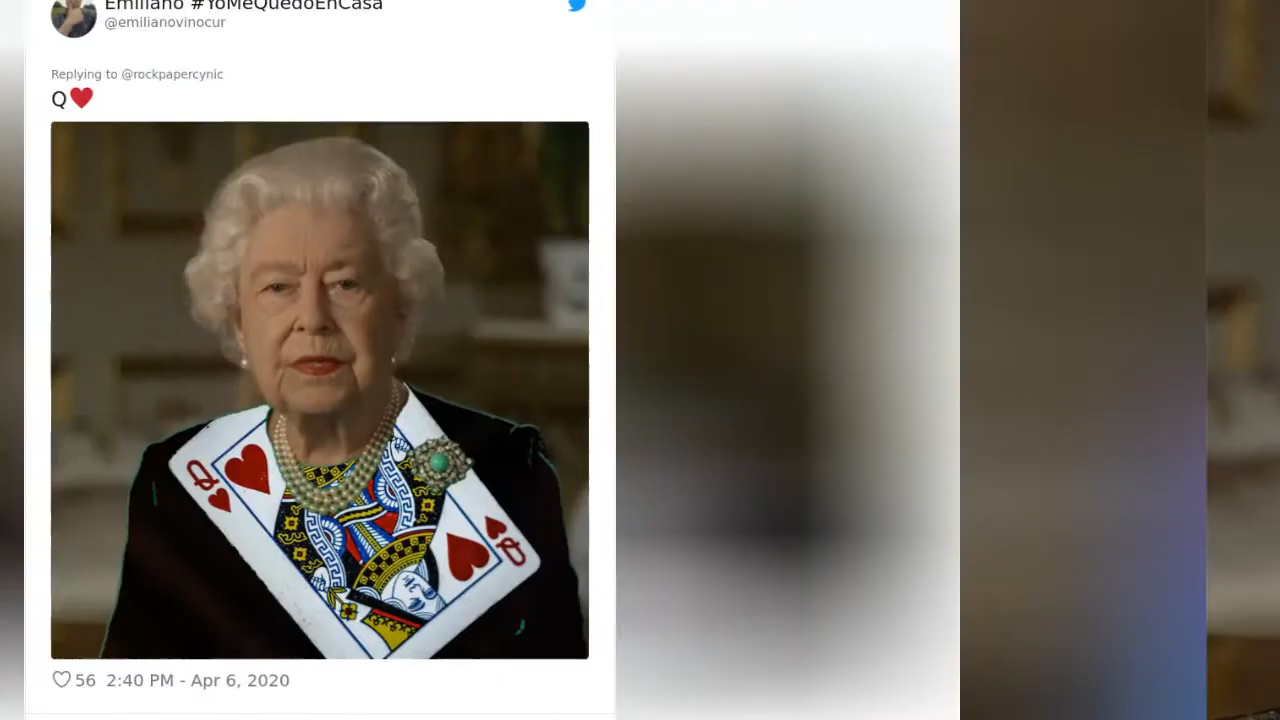 Emiliano #YoMeQuedoEnCasa
@emilianovinocur
Replying to @rockpapercynic
Q❤️
Q
Q
56 2:40 PM - Apr 6, 2020